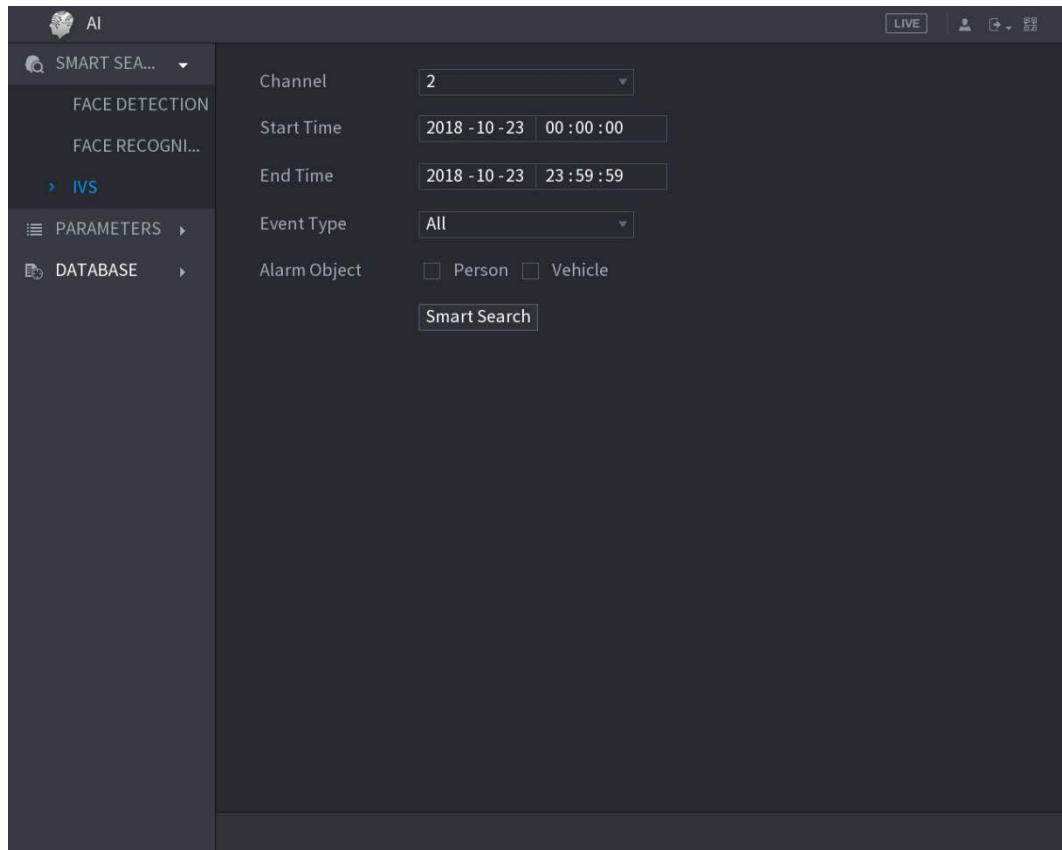 AI LIVE
SMART SEA...
FACE DETECTION
FACE RECOGNI...
IVS
PARAMETERS
DATABASE
Channel 2
Start Time 2018 - 10 - 23 00 : 00 : 00
End Time 2018 - 10 - 23 23 : 59 : 59
Event Type All
Alarm Object Person Vehicle
Smart Search